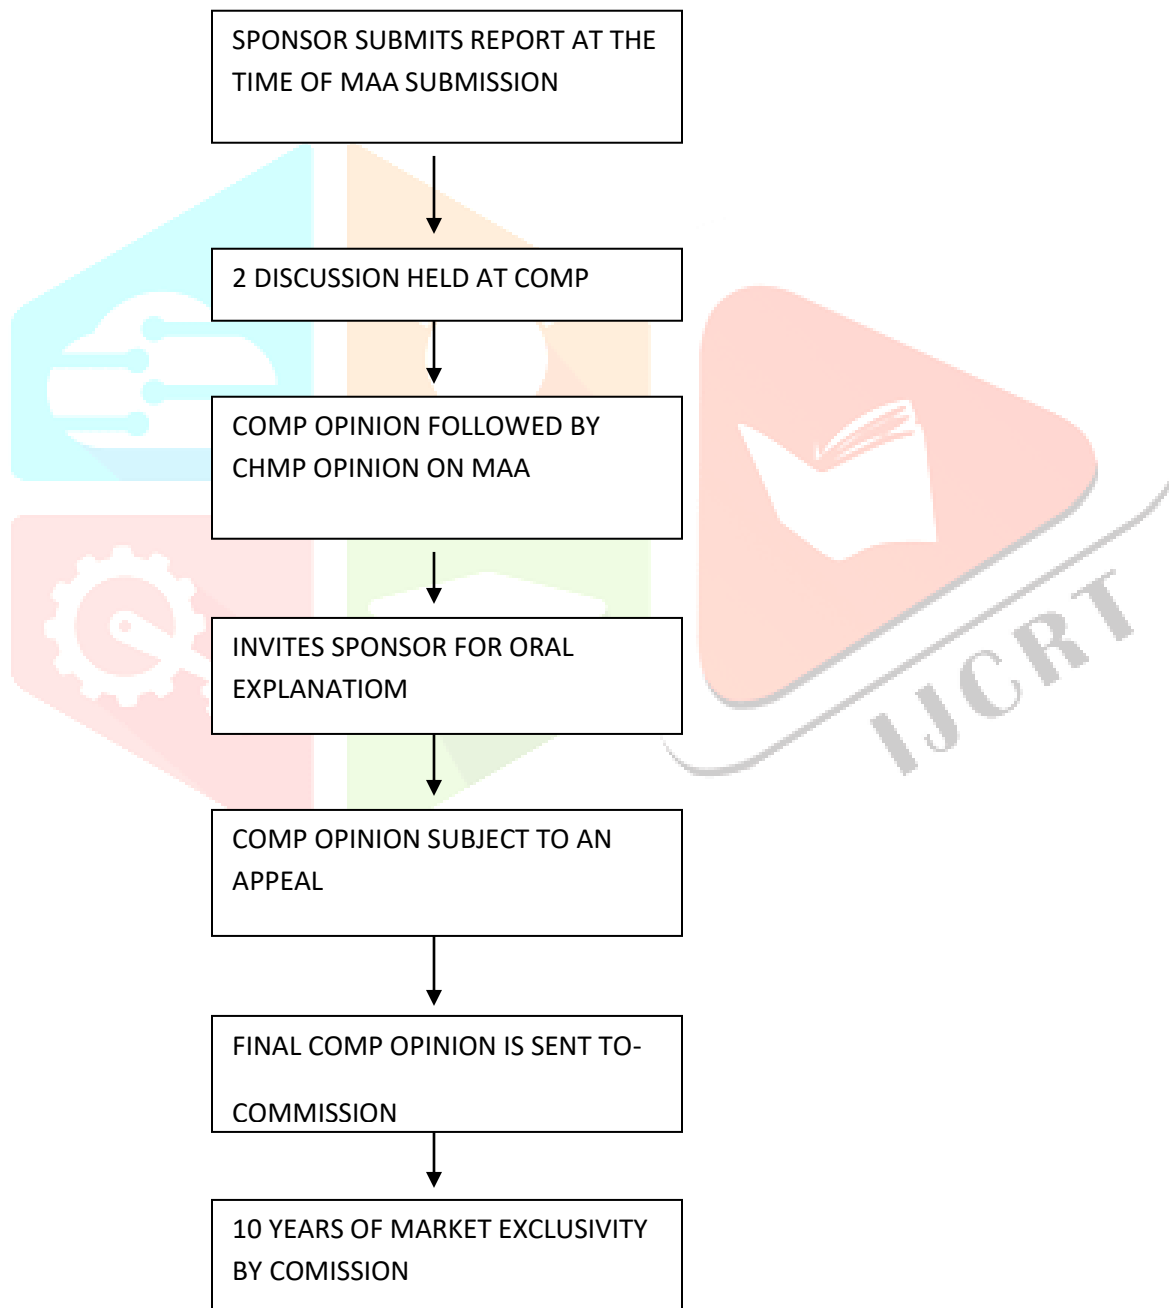 SPONSOR SUBMITS REPORT AT THE
TIME OF MAA SUBMISSION
2 DISCUSSION HELD AT COMP
COMP OPINION FOLLOWED BY
CHMP OPINION ON MAA
INVITES SPONSOR FOR ORAL
EXPLANATIOM
COMP OPINION SUBJECT TO AN
APPEAL
FINAL COMP OPINION IS SENT TO-
COMMISSION
10 YEARS OF MARKET EXCLUSIVITY
BY COMISSION
IJCRT